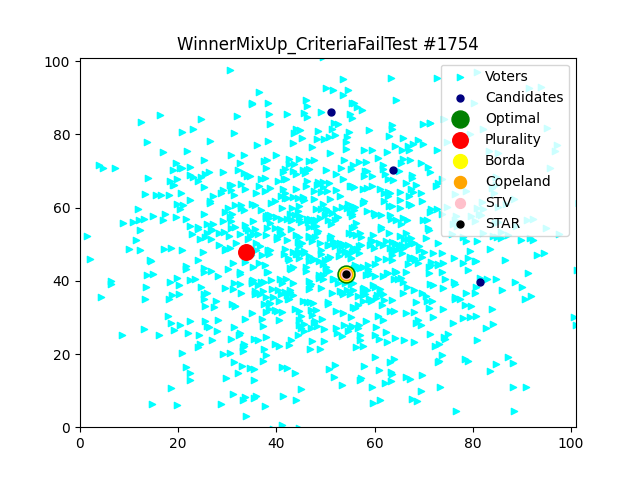 WinnerMixUp_CriteriaFailTest #1754
Voters
Candidates
Optimal
Plurality
Borda
Copeland
STV
STAR
100
80
60
40
20
0
0 20 40 60 80 100